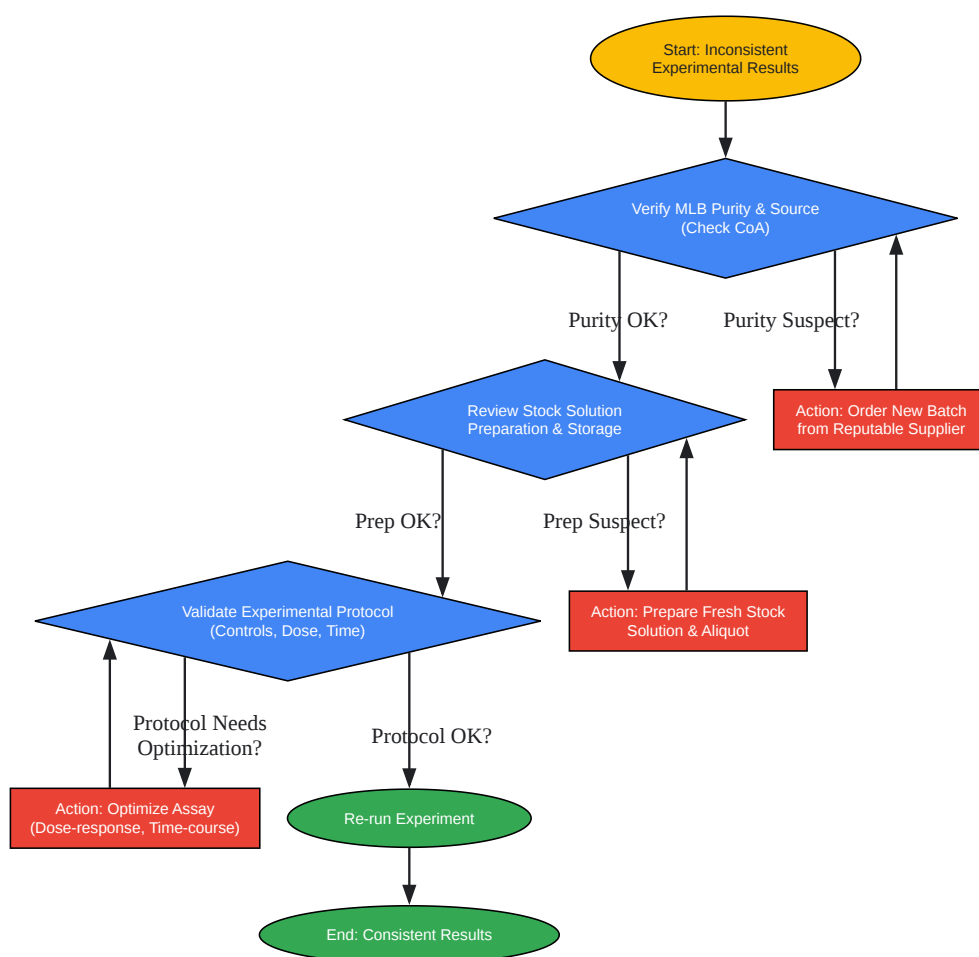 Start: Inconsistent
Experimental Results
Verify MLB Purity & Source
(Check CoA)
Purity OK?
Purity Suspect?
Review Stock Solution
Preparation & Storage
Action: Order New Batch
from Reputable Supplier
Prep OK?
Prep Suspect?
Validate Experimental Protocol
(Controls, Dose, Time)
Action: Prepare Fresh Stock
Solution & Aliquot
Protocol Needs
Optimization?
Protocol OK?
Action: Optimize Assay
(Dose-response, Time-course)
Re-run Experiment
End: Consistent Results